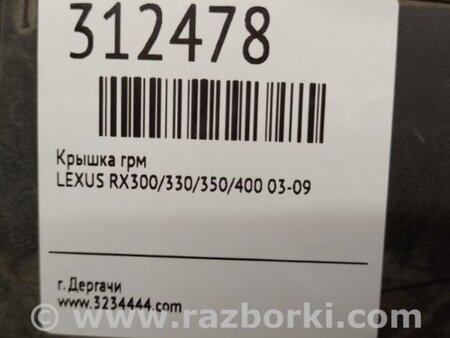 312478
Крышка грм
LEXUS RX300/330/350/400 03-09
г. Дергачи
www.3234444.com
© www.razborki.com